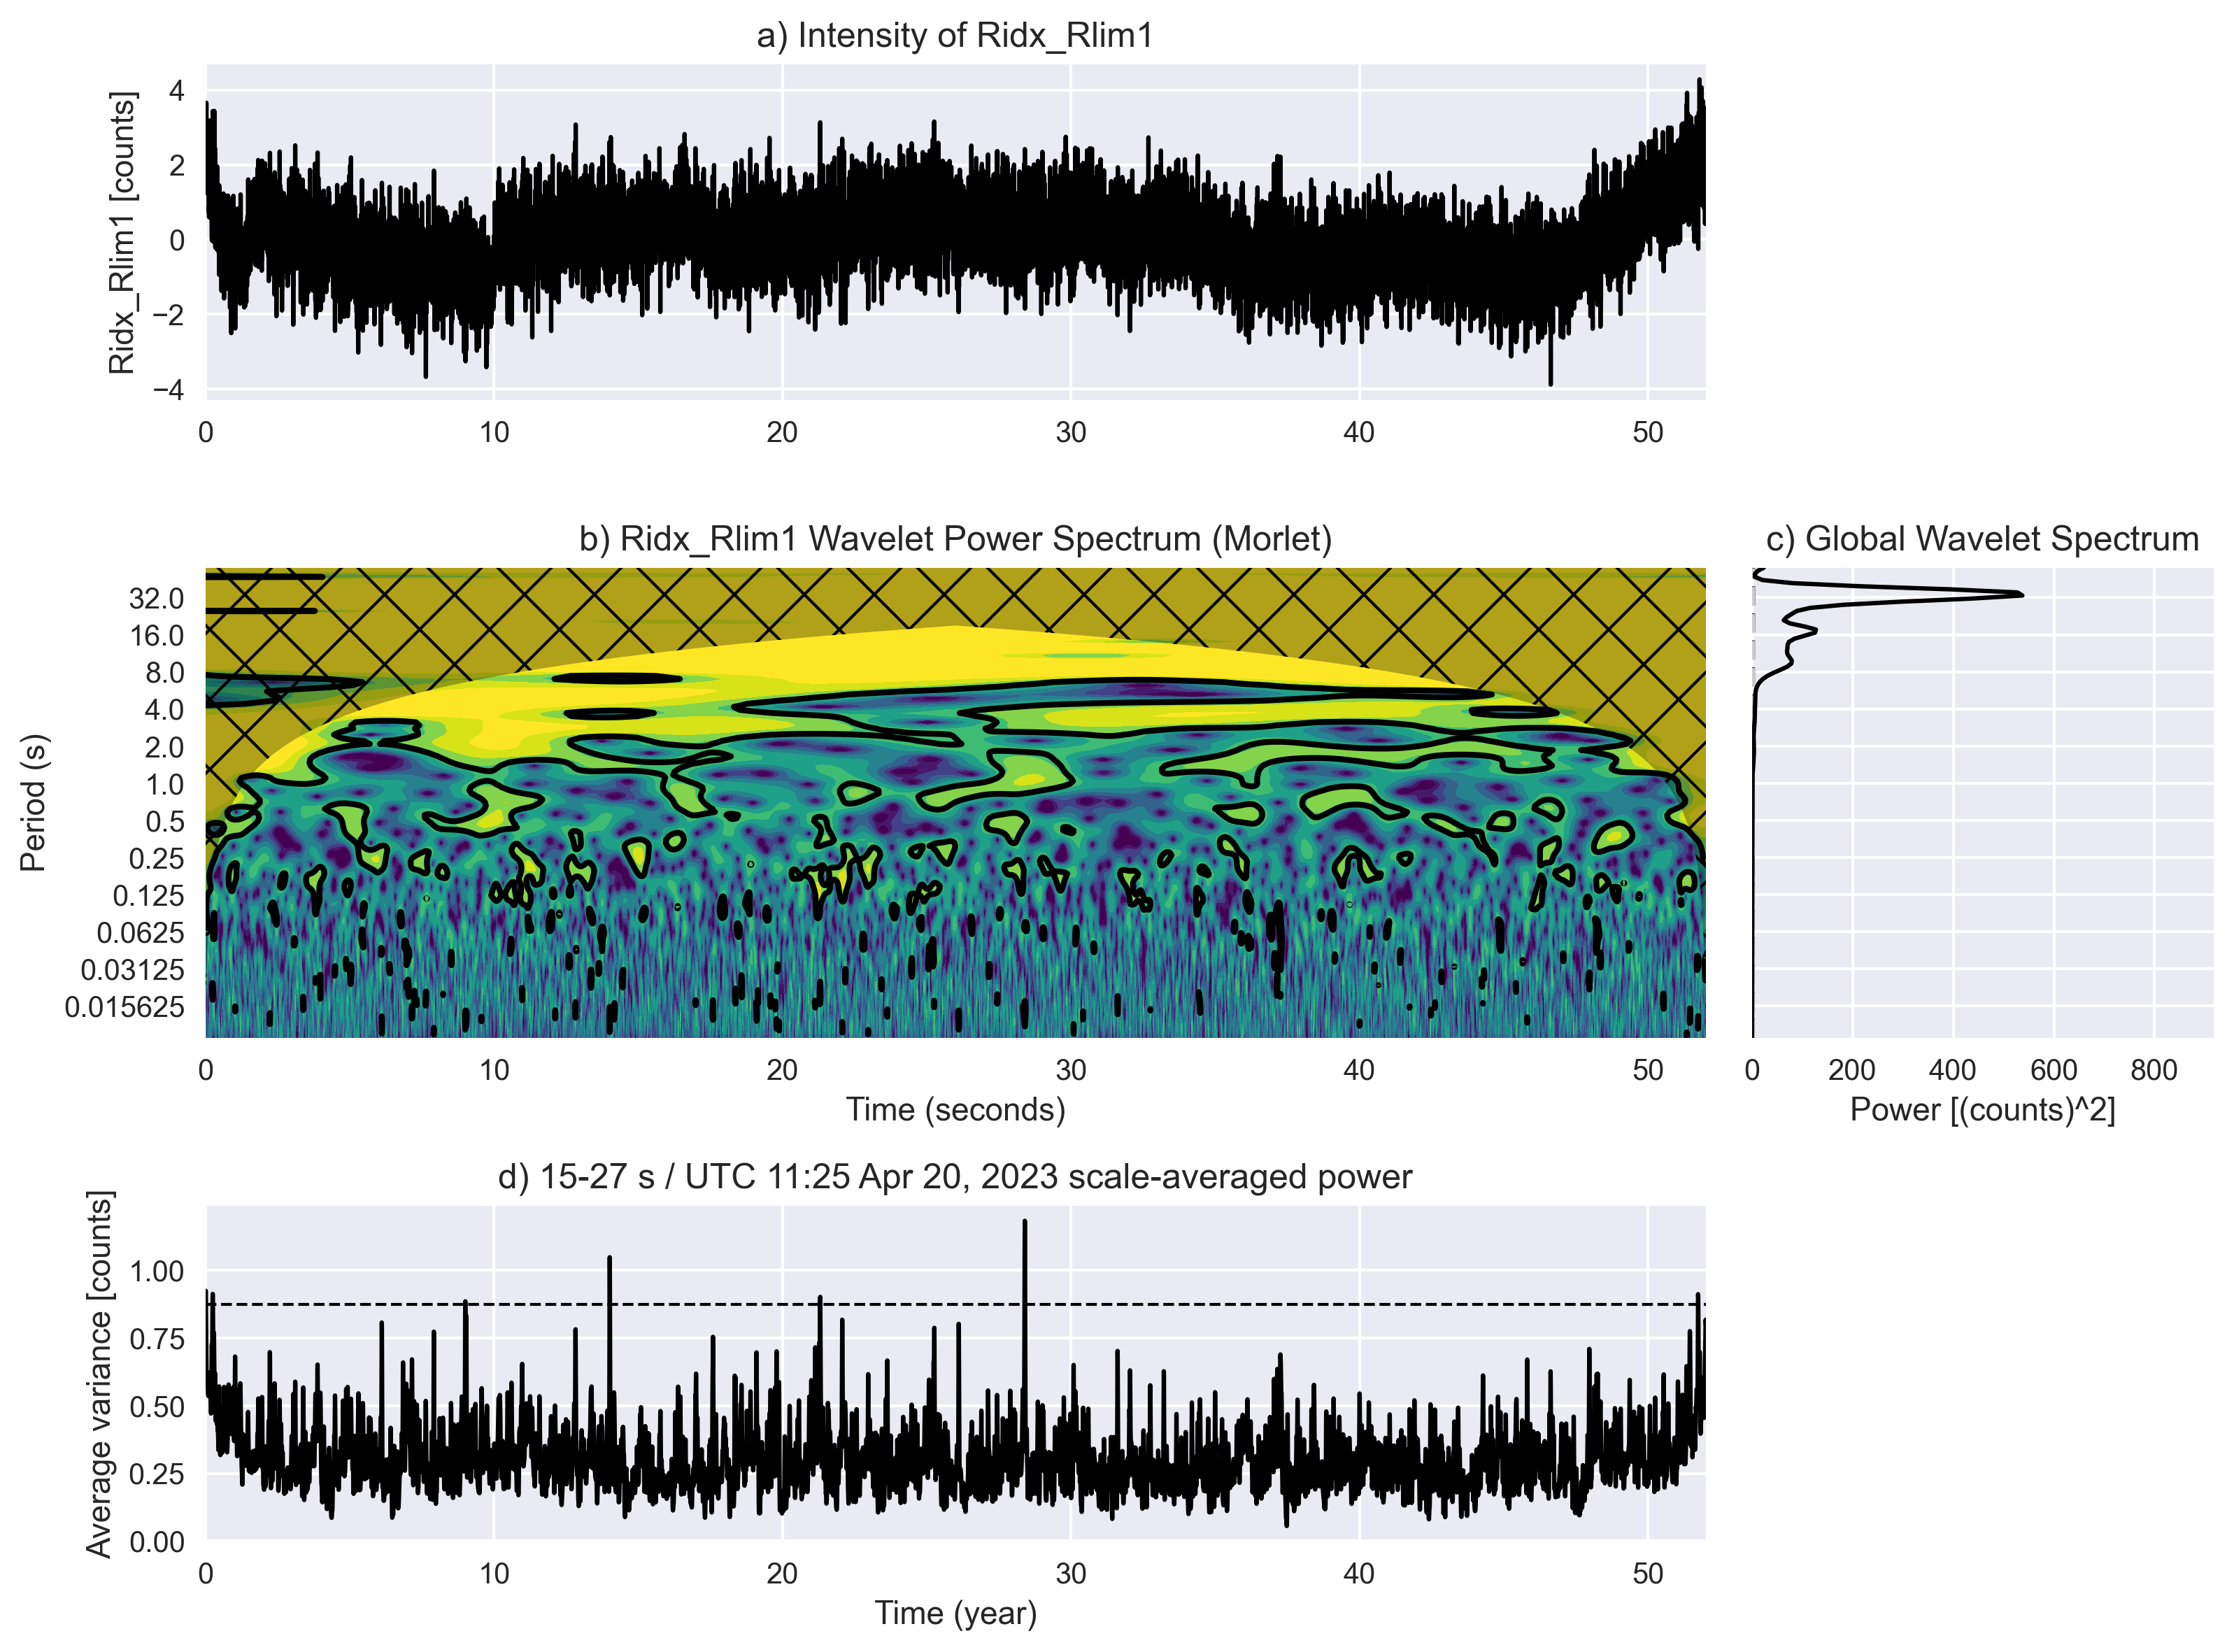 a) Intensity of Ridx_Rlim1
Ridx_Rlim1 [counts]
4
2
0
−2
−4
0 10 20 30 40 50
b) Ridx_Rlim1 Wavelet Power Spectrum (Morlet)
Period (s)
32.0
16.0
8.0
4.0
2.0
1.0
0.5
0.25
0.125
0.0625
0.03125
0.015625
0 10 20 30 40 50
Time (seconds)
c) Global Wavelet Spectrum
0 200 400 600 800
Power [(counts)^2]
d) 15-27 s / UTC 11:25 Apr 20, 2023 scale-averaged power
Average variance [counts]
1.00
0.75
0.50
0.25
0.00
0 10 20 30 40 50
Time (year)